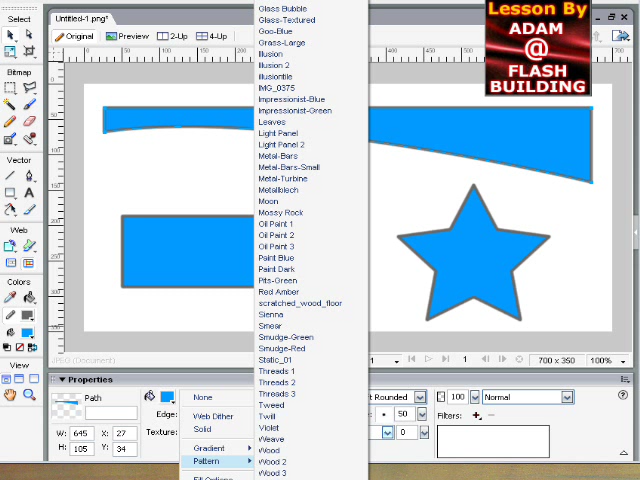 Select
Bitmap
Vector
Web
Colors
View
Untitled-1.png*
Original
Preview
2-Up
4-Up
Lesson By
ADAM
@
FLASH
BUILDING
Glass Bubble
Glass-Textured
Goo-Blue
Grass-Large
Illusion
Illusion 2
Illusiontile
IMG_0375
Impressionist-Blue
Impressionist-Green
Leaves
Light Panel
Light Panel 2
Metal-Bars
Metal-Bars-Small
Metal-Turbine
Metallblech
Moon
Mossy Rock
Oil Paint 1
Oil Paint 2
Oil Paint 3
Paint Blue
Paint Dark
Pits-Green
Red Amber
scratched_wood_floor
Sienna
Smear
Smudge-Green
Smudge-Red
Static_01
Threads 1
Threads 2
Threads 3
Tweed
Twill
Violet
Weave
Wood
Wood 2
Wood 3
JPEG (Document)
1
1
700 x 350
100%
Properties
Path
W: 645 X: 27
H: 105 Y: 34
Edge:
Texture:
None
Web Dither
Solid
Gradient
Pattern
Fill Options
Rounded
50
0
100
Normal
Filters: